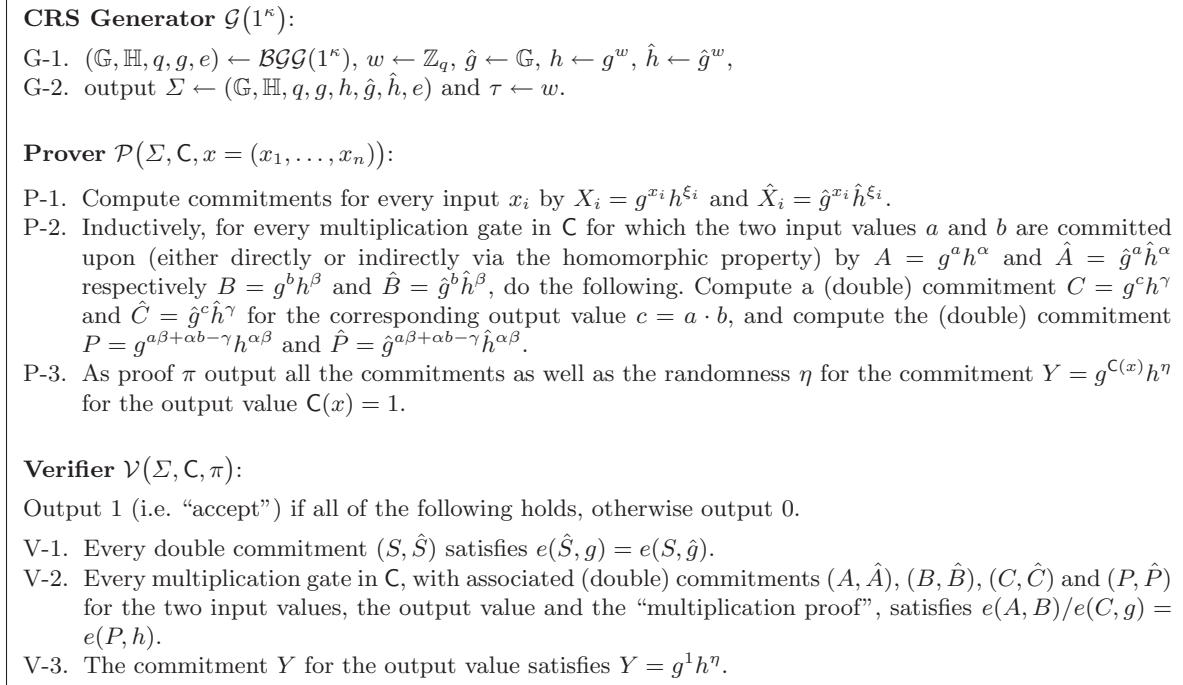 CRS Generator 𝒢(1^κ):
G-1. (𝔾, ℍ, q, g, e) ← ℬ𝒢𝒢(1^κ), w ← ℤ_q, ĝ ← 𝔾, h ← g^w, ĥ ← ĝ^w,
G-2. output Σ ← (𝔾, ℍ, q, g, h, ĝ, ĥ, e) and τ ← w.
Prover 𝒫(Σ, C, x = (x_1, …, x_n)):
P-1. Compute commitments for every input x_i by X_i = g^{x_i} h^{ξ_i} and X̂_i = ĝ^{x_i} ĥ^{ξ_i}.
P-2. Inductively, for every multiplication gate in C for which the two input values a and b are committed
upon (either directly or indirectly via the homomorphic property) by A = g^a h^α and Â = ĝ^a ĥ^α
respectively B = g^b h^β and B̂ = ĝ^b ĥ^β, do the following. Compute a (double) commitment C = g^c h^γ
and Ĉ = ĝ^c ĥ^γ for the corresponding output value c = a · b, and compute the (double) commitment
P = g^{aβ+αb−γ} h^{αβ} and P̂ = ĝ^{aβ+αb−γ} ĥ^{αβ}.
P-3. As proof π output all the commitments as well as the randomness η for the commitment Y = g^{C(x)} h^η
for the output value C(x) = 1.
Verifier 𝒱(Σ, C, π):
Output 1 (i.e. “accept”) if all of the following holds, otherwise output 0.
V-1. Every double commitment (S, Ŝ) satisfies e(Ŝ, g) = e(S, ĝ).
V-2. Every multiplication gate in C, with associated (double) commitments (A, Â), (B, B̂), (C, Ĉ) and (P, P̂)
for the two input values, the output value and the “multiplication proof”, satisfies e(A, B)/e(C, g) =
e(P, h).
V-3. The commitment Y for the output value satisfies Y = g^1 h^η.